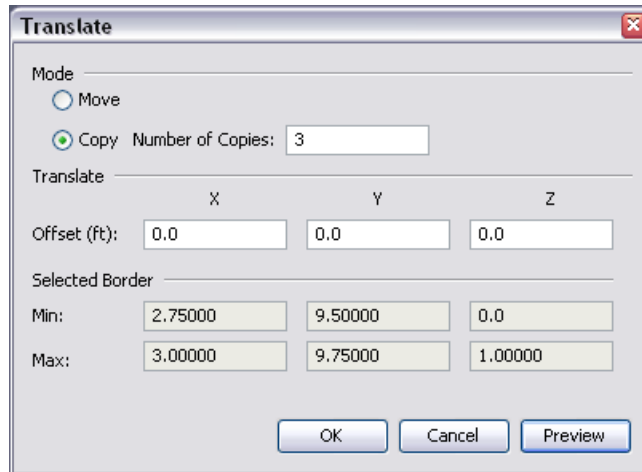 Translate
Mode
Move
Copy Number of Copies: 3
Translate
X Y Z
Offset (ft): 0.0 0.0 0.0
Selected Border
Min: 2.75000 9.50000 0.0
Max: 3.00000 9.75000 1.00000
OK Cancel Preview